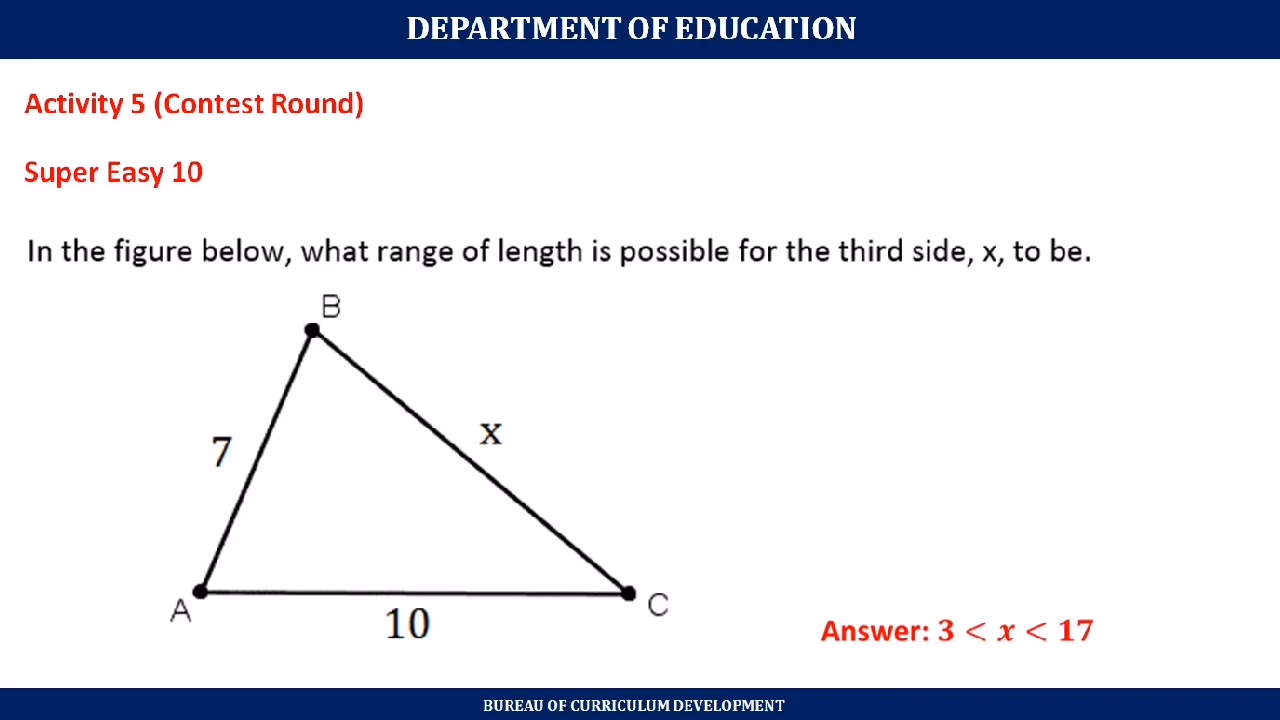 DEPARTMENT OF EDUCATION
Activity 5 (Contest Round)
Super Easy 10
In the figure below, what range of length is possible for the third side, x, to be.
B
7
x
A
10
C
Answer: 3 < x < 17
BUREAU OF CURRICULUM DEVELOPMENT